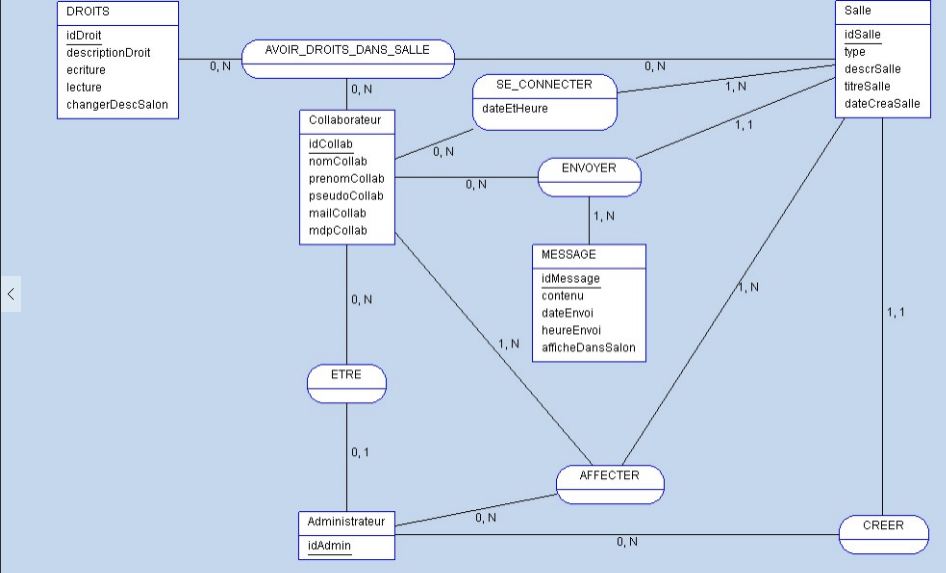 DROITS
idDroit
descriptionDroit
ecriture
lecture
changerDescSalon
0, N
AVOIR_DROITS_DANS_SALLE
0, N
0, N
Salle
idSalle
type
descrSalle
titreSalle
dateCreaSalle
SE_CONNECTER
dateEtHeure
1, N
0, N
Collaborateur
idCollab
nomCollab
prenomCollab
pseudoCollab
mailCollab
mdpCollab
1, 1
ENVOYER
0, N
1, N
MESSAGE
idMessage
contenu
dateEnvoi
heureEnvoi
afficheDansSalon
0, N
1, N
1, N
1, 1
ETRE
0, 1
AFFECTER
0, N
Administrateur
idAdmin
0, N
CREER